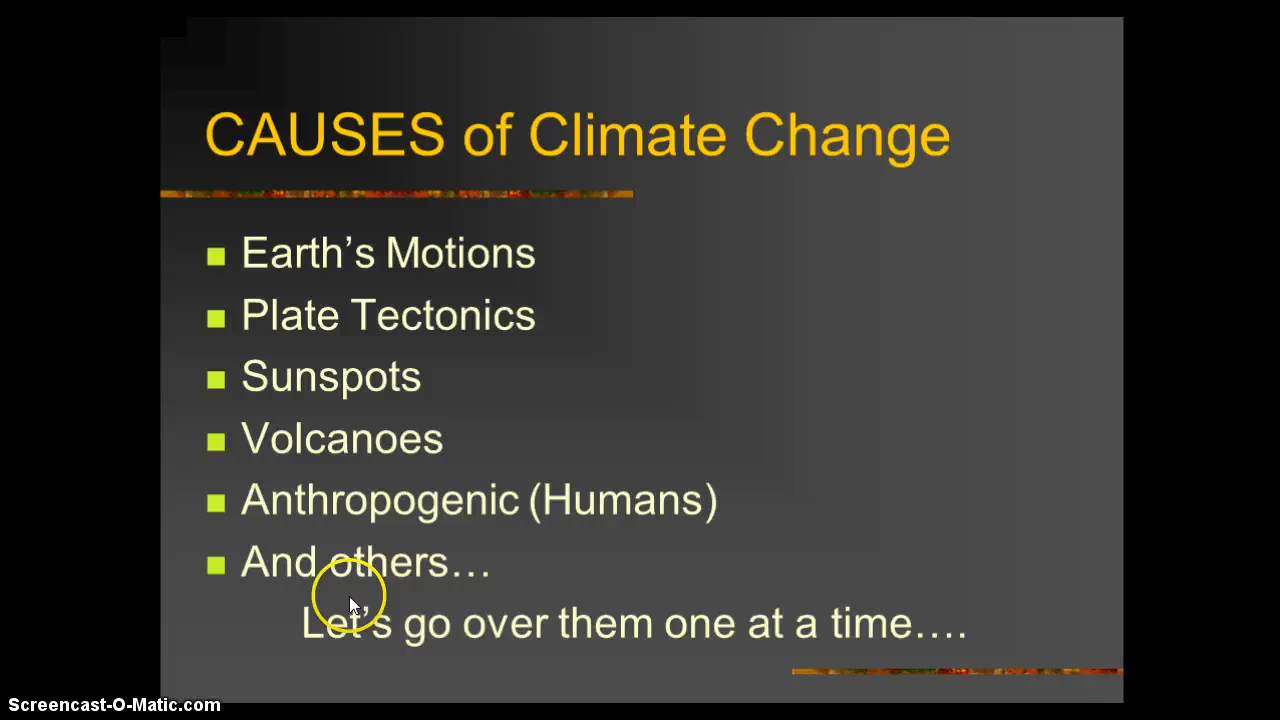 CAUSES of Climate Change
Earth’s Motions
Plate Tectonics
Sunspots
Volcanoes
Anthropogenic (Humans)
And others…
Let’s go over them one at a time….
Screencast-O-Matic.com